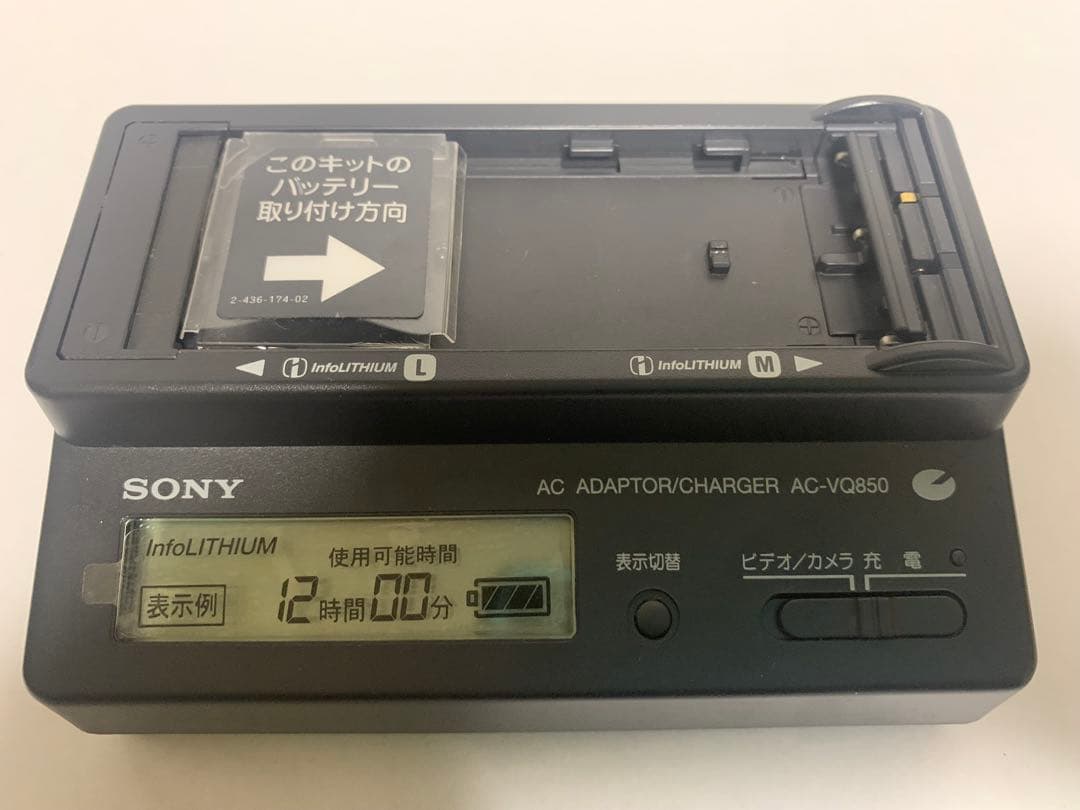 このキットの
バッテリー
取り付け方向
2-436-174-02
InfoLITHIUM L
InfoLITHIUM M
SONY
AC ADAPTOR/CHARGER AC-VQ850
InfoLITHIUM
使用可能時間
表示例
12時間00分
表示切替
ビデオ/カメラ 充電